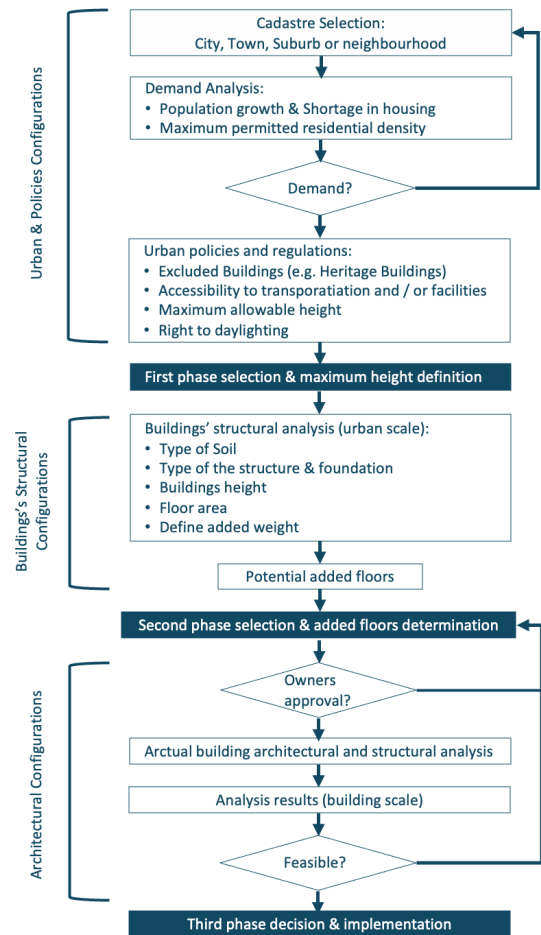 Urban & Policies Configurations
Cadastre Selection:
City, Town, Suburb or neighbourhood
Demand Analysis:
• Population growth & Shortage in housing
• Maximum permitted residential density
Demand?
Urban policies and regulations:
• Excluded Buildings (e.g. Heritage Buildings)
• Accessibility to transporatiation and / or facilities
• Maximum allowable height
• Right to daylighting
First phase selection & maximum height definition
Buildings's Structural
Configurations
Buildings' structural analysis (urban scale):
• Type of Soil
• Type of the structure & foundation
• Buildings height
• Floor area
• Define added weight
Potential added floors
Second phase selection & added floors determination
Architectural Configurations
Owners
approval?
Arctual building architectural and structural analysis
Analysis results (building scale)
Feasible?
Third phase decision & implementation